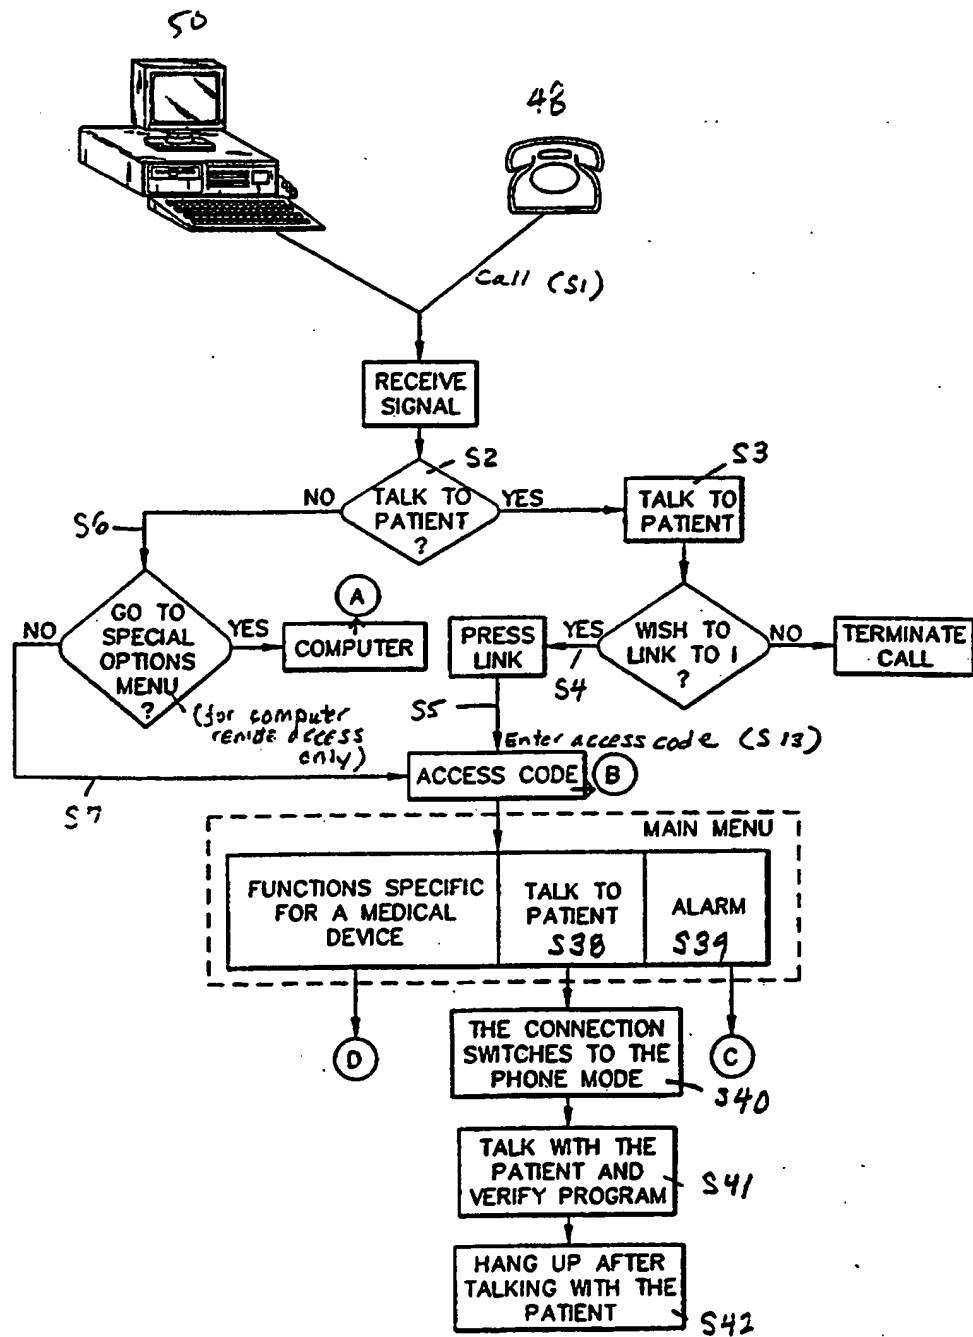 50
48
Call (S1)
RECEIVE
SIGNAL
S2
S3
NO
TALK TO
PATIENT
?
YES
TALK TO
PATIENT
S6
A
NO
GO TO
SPECIAL
OPTIONS
MENU
?
YES
COMPUTER
PRESS
LINK
YES
WISH TO
LINK TO 1
?
NO
TERMINATE
CALL
S4
(for computer
remote access
only)
S5
Enter access code (S13)
ACCESS CODE
B
S7
MAIN MENU
FUNCTIONS SPECIFIC
FOR A MEDICAL
DEVICE
TALK TO
PATIENT
S38
ALARM
S39
D
THE CONNECTION
SWITCHES TO THE
PHONE MODE
C
S40
TALK WITH THE
PATIENT AND
VERIFY PROGRAM
S41
HANG UP AFTER
TALKING WITH THE
PATIENT
S42